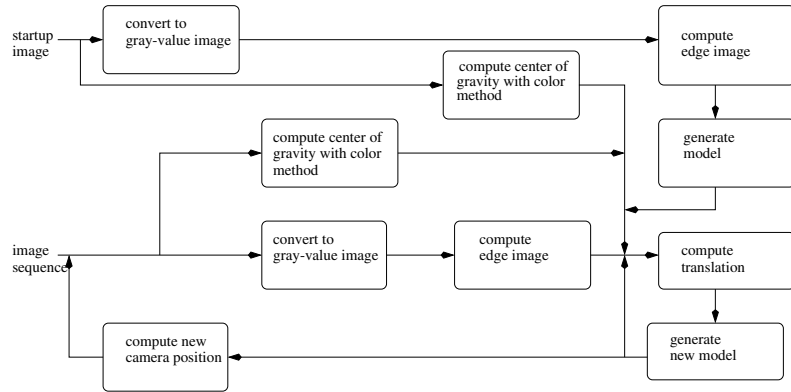 startup
image
convert to
gray-value image
compute
edge image
compute center of
gravity with color
method
generate
model
compute center of
gravity with color
method
image
sequence
convert to
gray-value image
compute
edge image
compute
translation
compute new
camera position
generate
new model